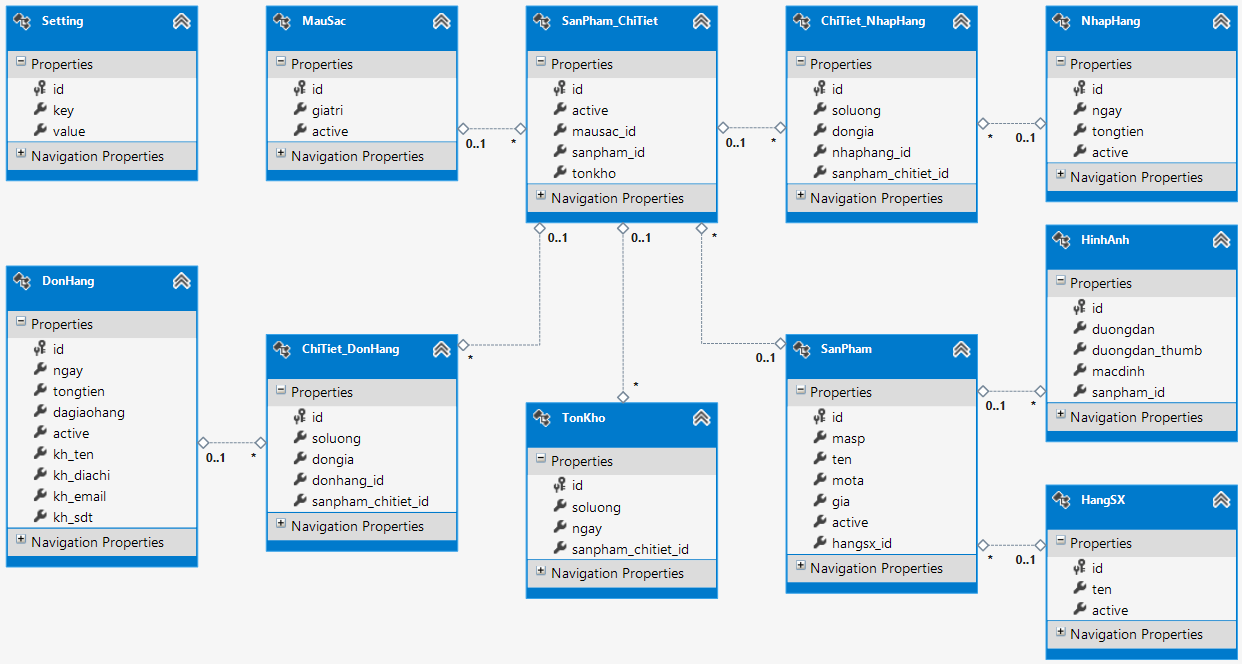 Setting
Properties
id
key
value
Navigation Properties
MauSac
Properties
id
giatri
active
Navigation Properties
0..1
*
SanPham_ChiTiet
Properties
id
active
mausac_id
sanpham_id
tonkho
Navigation Properties
0..1
*
ChiTiet_NhapHang
Properties
id
soluong
dongia
nhaphang_id
sanpham_chitiet_id
Navigation Properties
*
0..1
NhapHang
Properties
id
ngay
tongtien
active
Navigation Properties
0..1
0..1
*
DonHang
Properties
id
ngay
tongtien
dagiaohang
active
kh_ten
kh_diachi
kh_email
kh_sdt
Navigation Properties
0..1
*
ChiTiet_DonHang
Properties
id
soluong
dongia
donhang_id
sanpham_chitiet_id
Navigation Properties
*
*
TonKho
Properties
id
soluong
ngay
sanpham_chitiet_id
Navigation Properties
0..1
SanPham
Properties
id
masp
ten
mota
gia
active
hangsx_id
Navigation Properties
0..1
*
HinhAnh
Properties
id
duongdan
duongdan_thumb
macdinh
sanpham_id
Navigation Properties
*
0..1
HangSX
Properties
id
ten
active
Navigation Properties